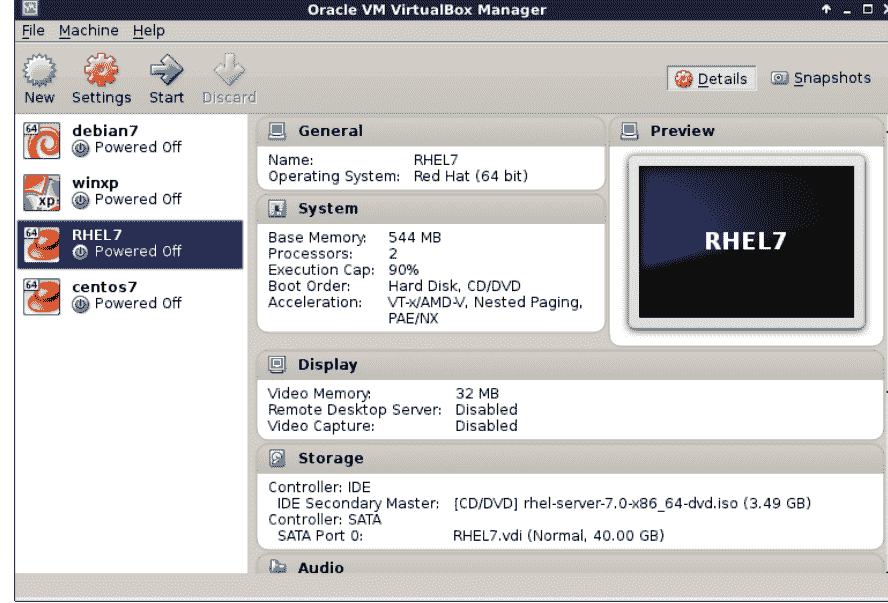 Oracle VM VirtualBox Manager
File Machine Help
New Settings Start Discard
Details Snapshots
64 debian7
Powered Off
xp winxp
Powered Off
64 RHEL7
Powered Off
64 centos7
Powered Off
General
Name: RHEL7
Operating System: Red Hat (64 bit)
System
Base Memory: 544 MB
Processors: 2
Execution Cap: 90%
Boot Order: Hard Disk, CD/DVD
Acceleration: VT-x/AMD-V, Nested Paging,
PAE/NX
Preview
RHEL7
Display
Video Memory: 32 MB
Remote Desktop Server: Disabled
Video Capture: Disabled
Storage
Controller: IDE
IDE Secondary Master: [CD/DVD] rhel-server-7.0-x86_64-dvd.iso (3.49 GB)
Controller: SATA
SATA Port 0: RHEL7.vdi (Normal, 40.00 GB)
Audio